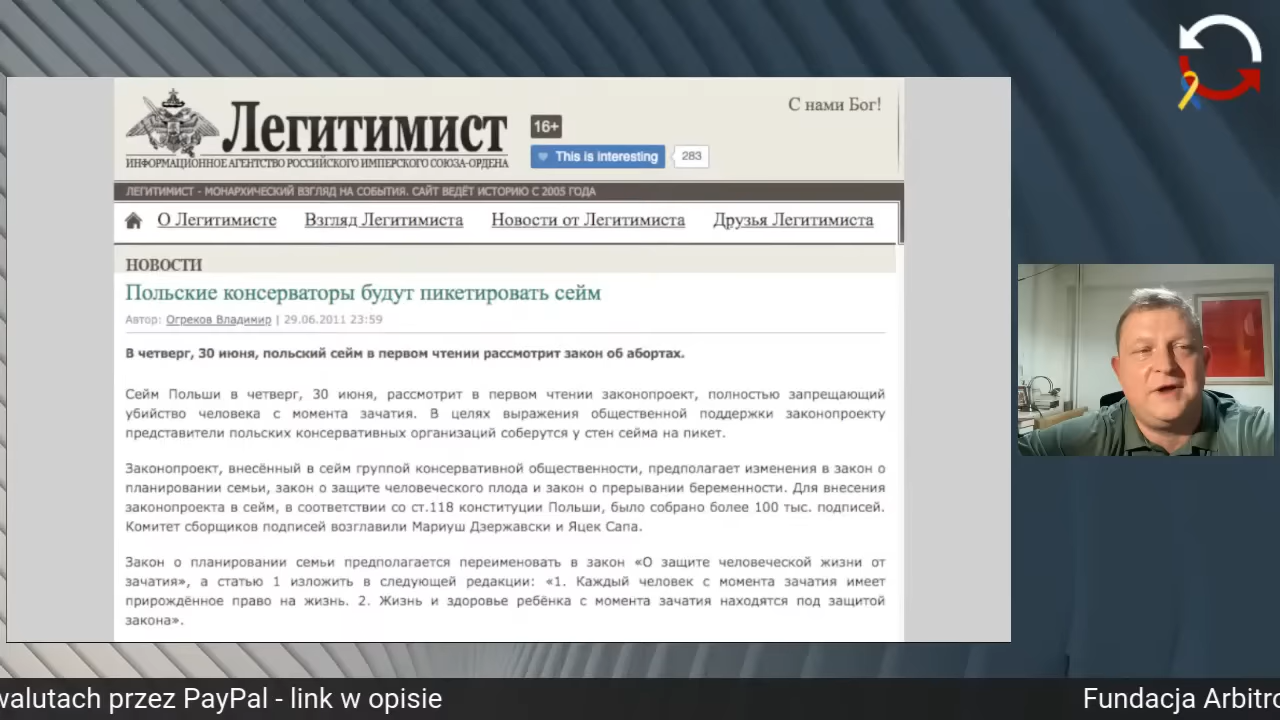 Легитимист
ИНФОРМАЦИОННОЕ АГЕНТСТВО РОССИЙСКОГО ИМПЕРСКОГО СОЮЗА-ОРДЕНА
16+
This is interesting
283
С нами Бог!
ЛЕГИТИМИСТ - МОНАРХИЧЕСКИЙ ВЗГЛЯД НА СОБЫТИЯ. САЙТ ВЕДЁТ ИСТОРИЮ С 2005 ГОДА
О Легитимисте Взгляд Легитимиста Новости от Легитимиста Друзья Легитимиста
НОВОСТИ
Польские консерваторы будут пикетировать сейм
Автор: Огреков Владимир | 29.06.2011 23:59
В четверг, 30 июня, польский сейм в первом чтении рассмотрит закон об абортах.
Сейм Польши в четверг, 30 июня, рассмотрит в первом чтении законопроект, полностью запрещающий
убийство человека с момента зачатия. В целях выражения общественной поддержки законопроекту
представители польских консервативных организаций соберутся у стен сейма на пикет.
Законопроект, внесённый в сейм группой консервативной общественности, предполагает изменения в закон о
планировании семьи, закон о защите человеческого плода и закон о прерывании беременности. Для внесения
законопроекта в сейм, в соответствии со ст.118 конституции Польши, было собрано более 100 тыс. подписей.
Комитет сборщиков подписей возглавили Мариуш Дзержавски и Яцек Сапа.
Закон о планировании семьи предполагается переименовать в закон «О защите человеческой жизни от
зачатия», а статью 1 изложить в следующей редакции: «1. Каждый человек с момента зачатия имеет
прирождённое право на жизнь. 2. Жизнь и здоровье ребёнка с момента зачатия находятся под защитой
закона».
walutach przez PayPal - link w opisie
Fundacja Arbitro